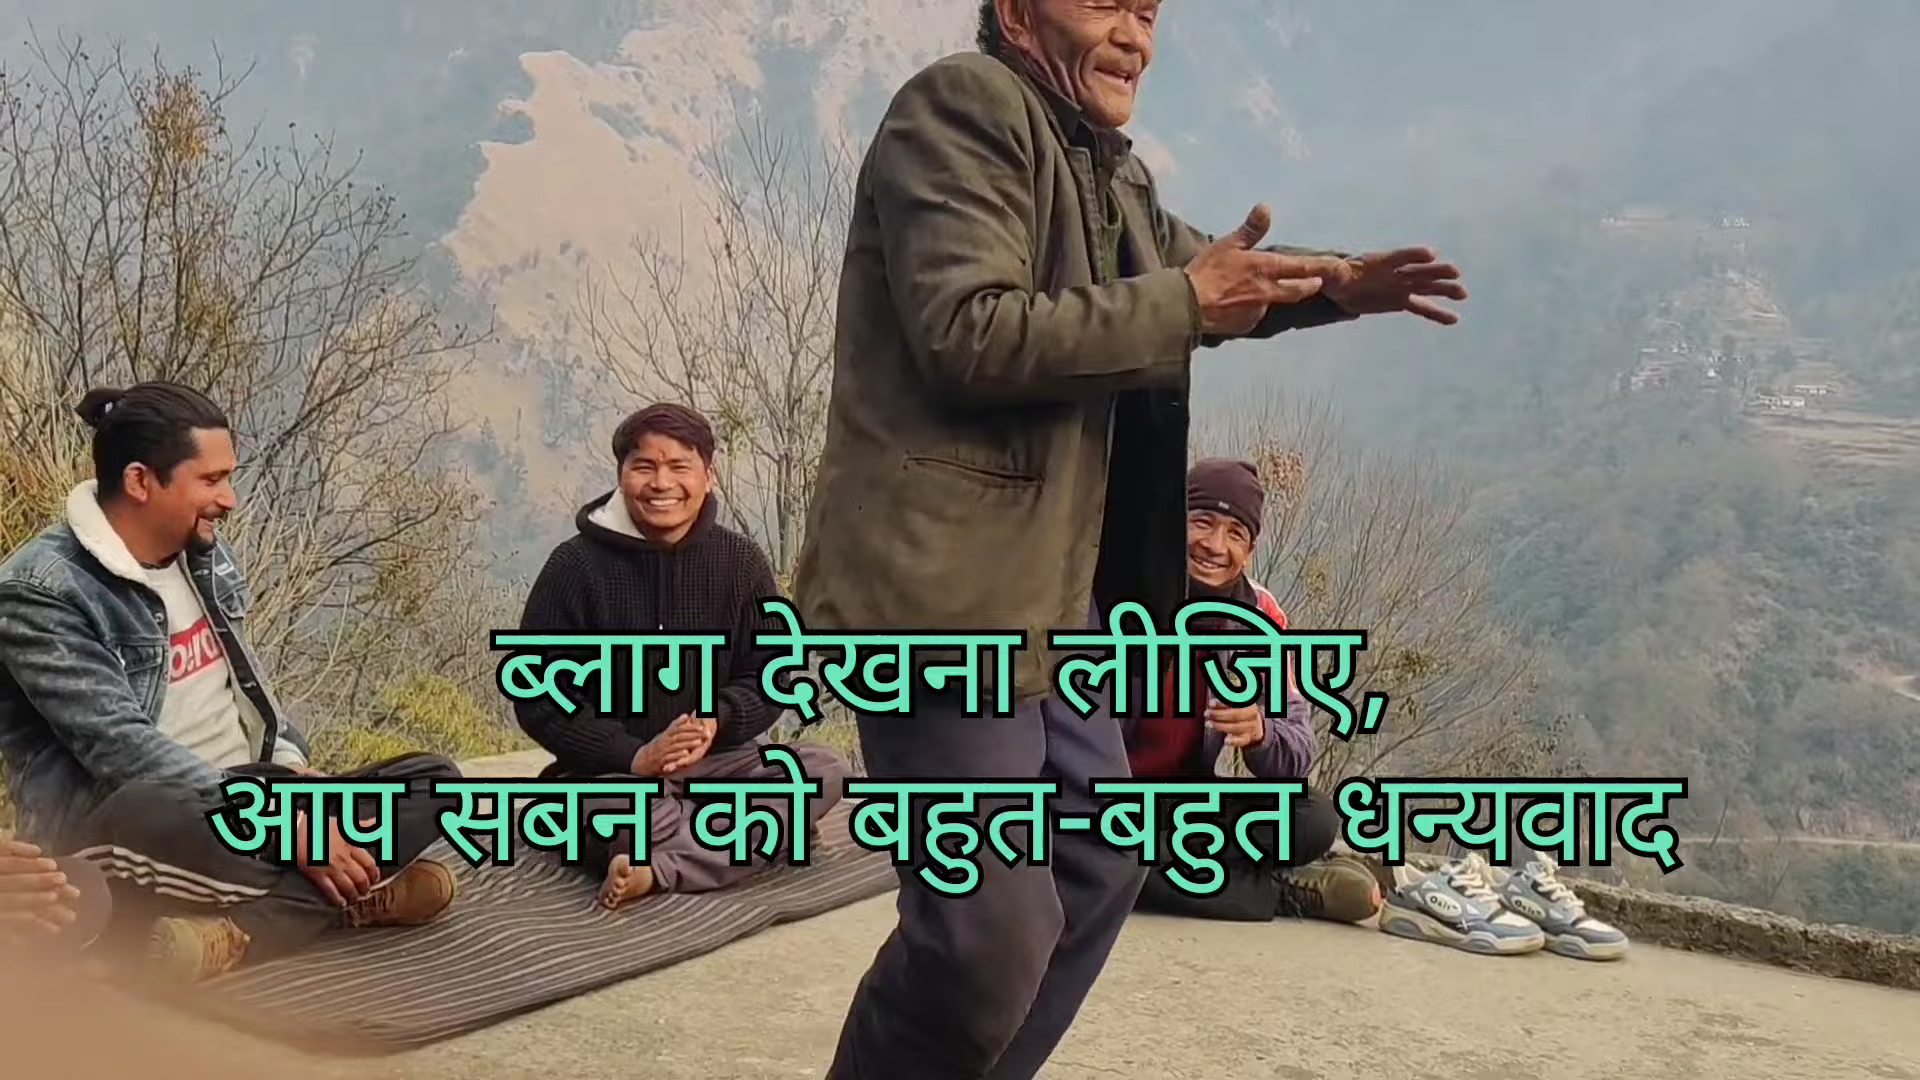 ब्लाग देखना लीजिए,
आप सबन को बहुत-बहुत धन्यवाद